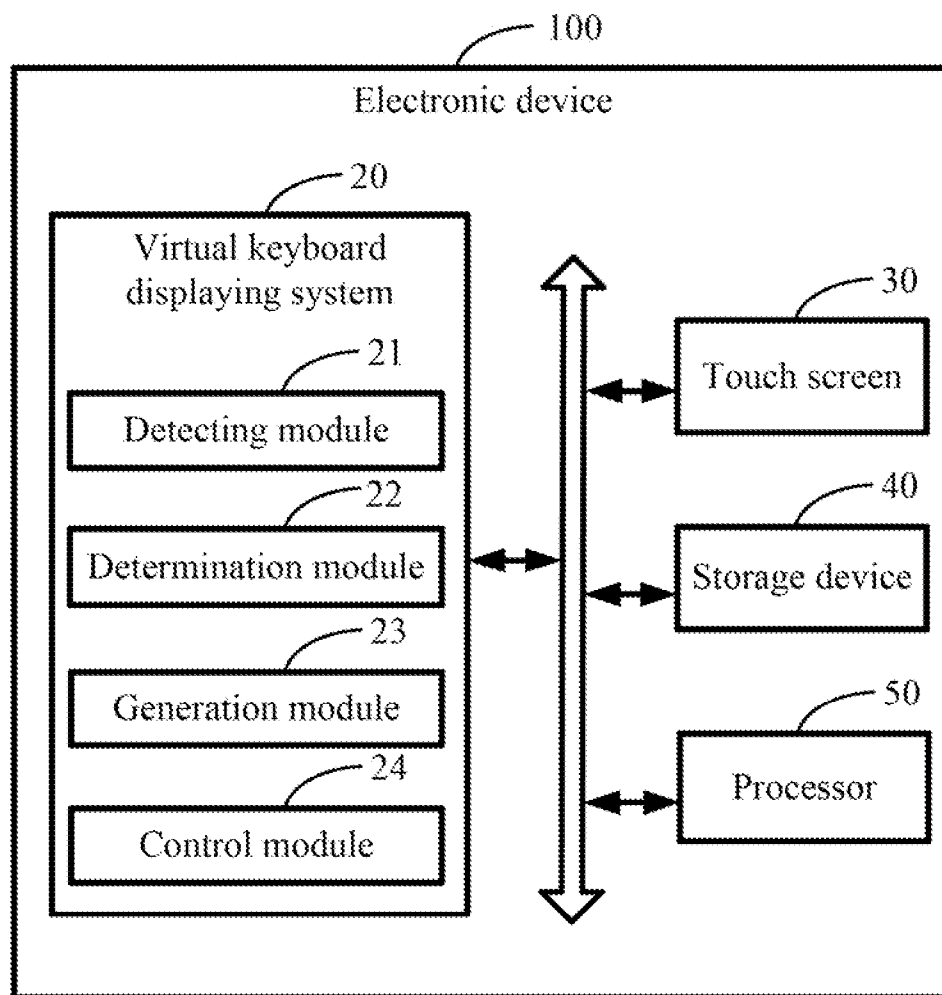 100
Electronic device
20
Virtual keyboard
displaying system
21
Detecting module
22
Determination module
23
Generation module
24
Control module
30
Touch screen
40
Storage device
50
Processor